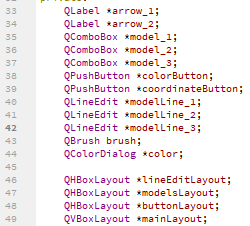 33 QLabel *arrow_1;
34 QLabel *arrow_2;
35 QComboBox *model_1;
36 QComboBox *model_2;
37 QComboBox *model_3;
38 QPushButton *colorButton;
39 QPushButton *coordinateButton;
40 QLineEdit *modelLine_1;
41 QLineEdit *modelLine_2;
42 QLineEdit *modelLine_3;
43 QBrush brush;
44 QColorDialog *color;
45
46 QHBoxLayout *lineEditLayout;
47 QHBoxLayout *modelsLayout;
48 QHBoxLayout *buttonLayout;
49 QVBoxLayout *mainLayout;